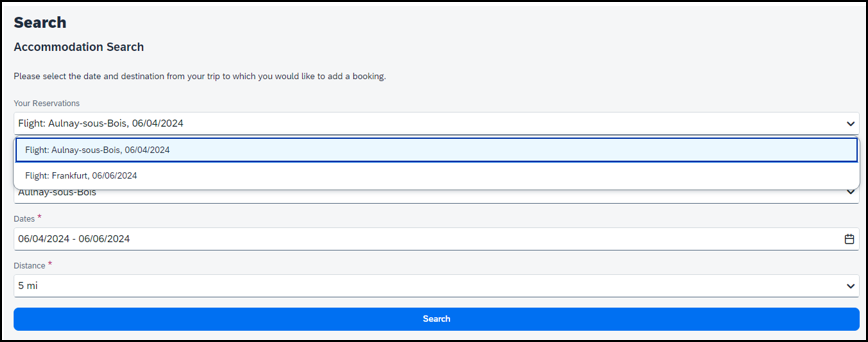 Search
Accommodation Search
Please select the date and destination from your trip to which you would like to add a booking.
Your Reservations
Flight: Aulnay-sous-Bois, 06/04/2024
Flight: Aulnay-sous-Bois, 06/04/2024
Flight: Frankfurt, 06/06/2024
Aulnay-sous-Bois
Dates *
06/04/2024 - 06/06/2024
Distance *
5 mi
Search